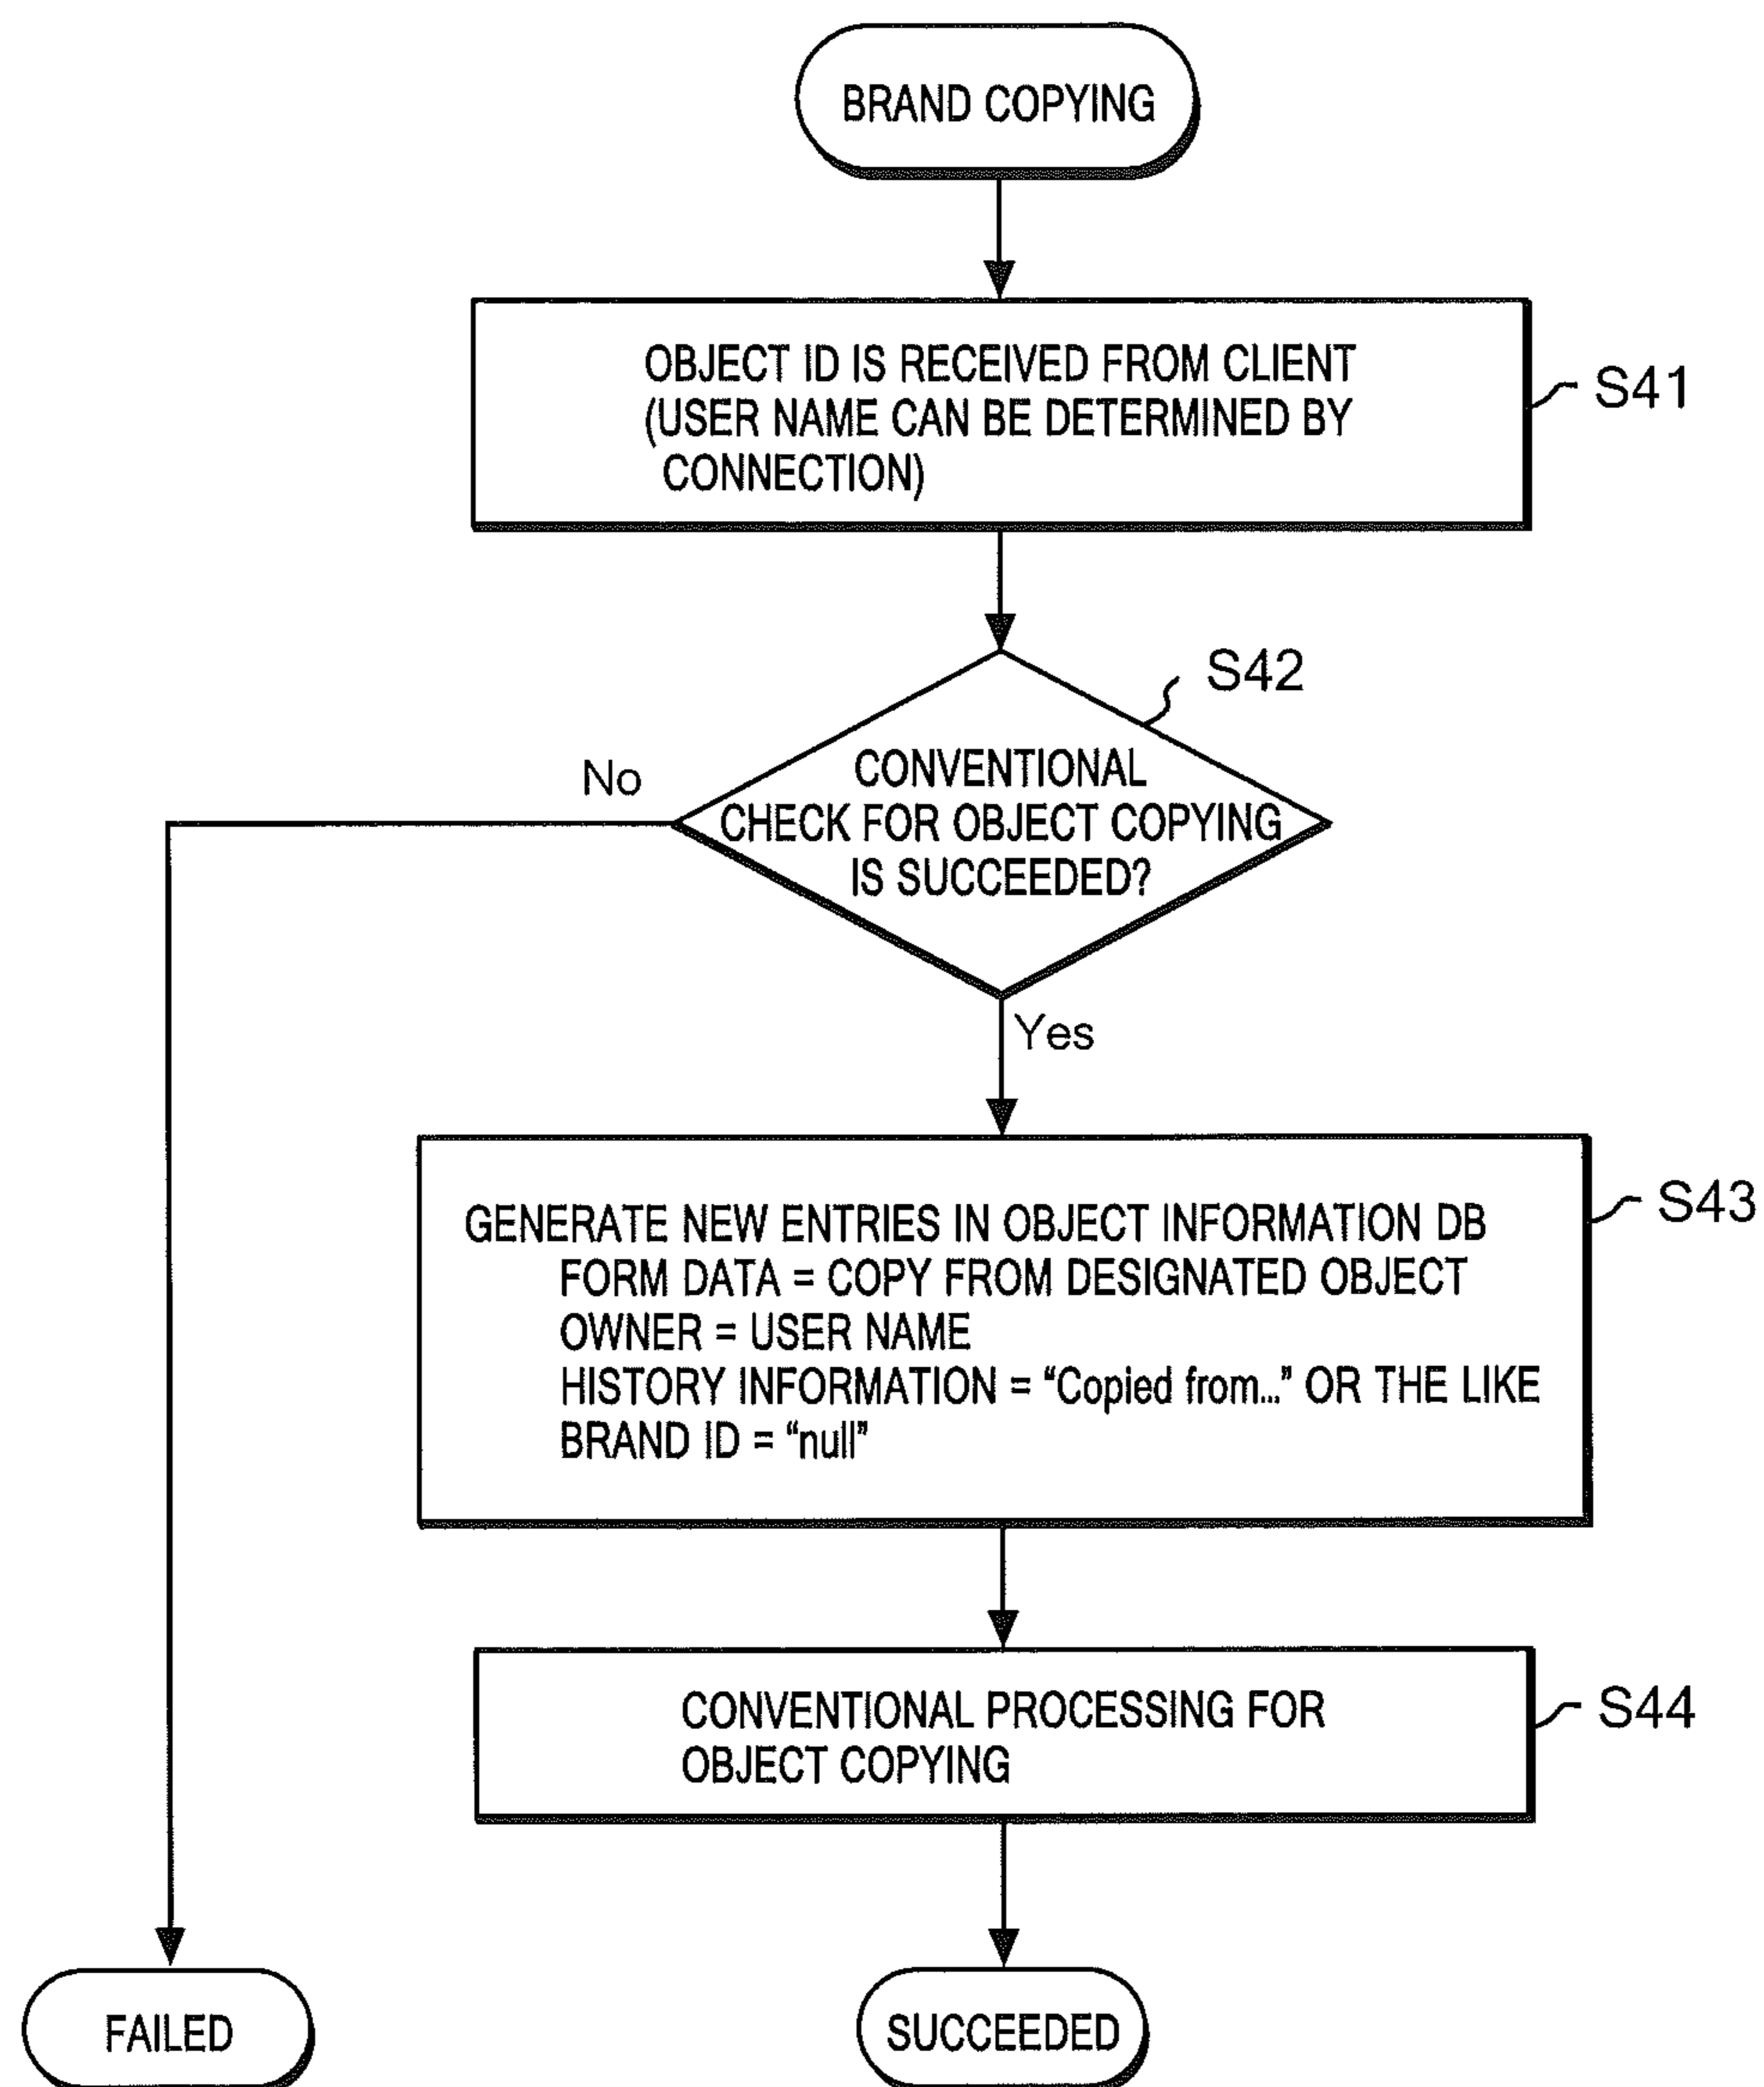 BRAND COPYING
OBJECT ID IS RECEIVED FROM CLIENT
(USER NAME CAN BE DETERMINED BY
CONNECTION)
S41
S42
No
CONVENTIONAL
CHECK FOR OBJECT COPYING
IS SUCCEEDED?
Yes
S43
GENERATE NEW ENTRIES IN OBJECT INFORMATION DB
FORM DATA = COPY FROM DESIGNATED OBJECT
OWNER = USER NAME
HISTORY INFORMATION = “Copied from...” OR THE LIKE
BRAND ID = “null”
CONVENTIONAL PROCESSING FOR
OBJECT COPYING
S44
FAILED
SUCCEEDED